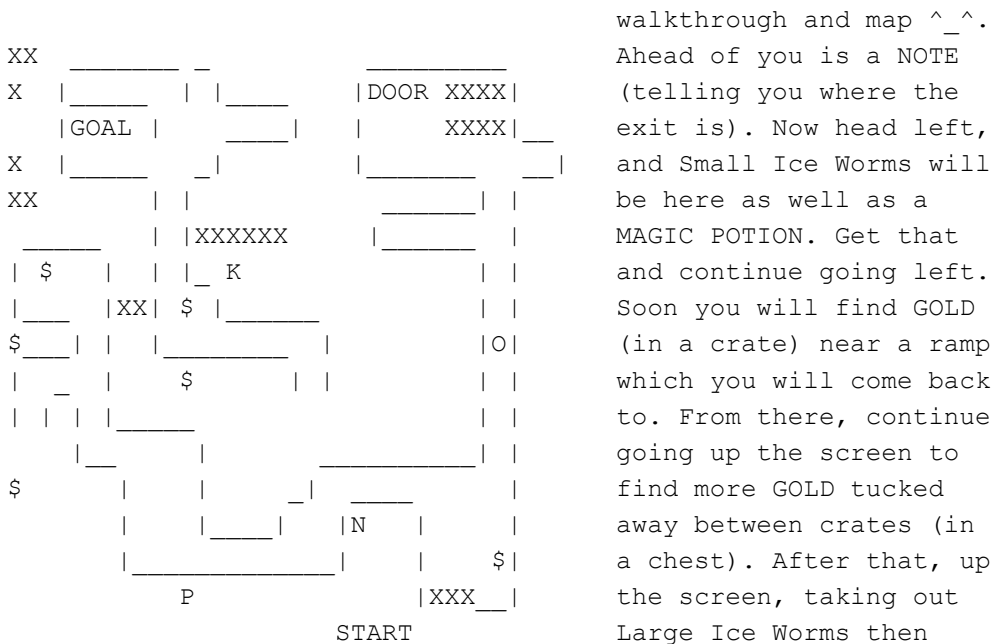 walkthrough and map ^_^.
XX  _______ _            _________         Ahead of you is a NOTE
X  |_____  | |____     |DOOR XXXX|       (telling you where the
   |GOAL |     ____|   |     XXXX|__     exit is). Now head left,
X  |_____   _|          |_______   __|   and Small Ice Worms will
XX         | |              ______| |      be here as well as a
 _____   | |XXXXXX      |______  |      MAGIC POTION. Get that
| $   |  | |_ K                 | |      and continue going left.
|___  |XX| $ |______            | |      Soon you will find GOLD
$___| |  |________  |           |O|      (in a crate) near a ramp
|  _  |    $      | |           | |      which you will come back
| | | |_____                    | |      to. From there, continue
    |__     |       __________| |      going up the screen to
$      |    |     _|  ____      |      find more GOLD tucked
       |    |____|   |N   |     |      away between crates (in
       |_____________|    |    $|      a chest). After that, up
           P              |XXX__|      the screen, taking out
                     START               Large Ice Worms then